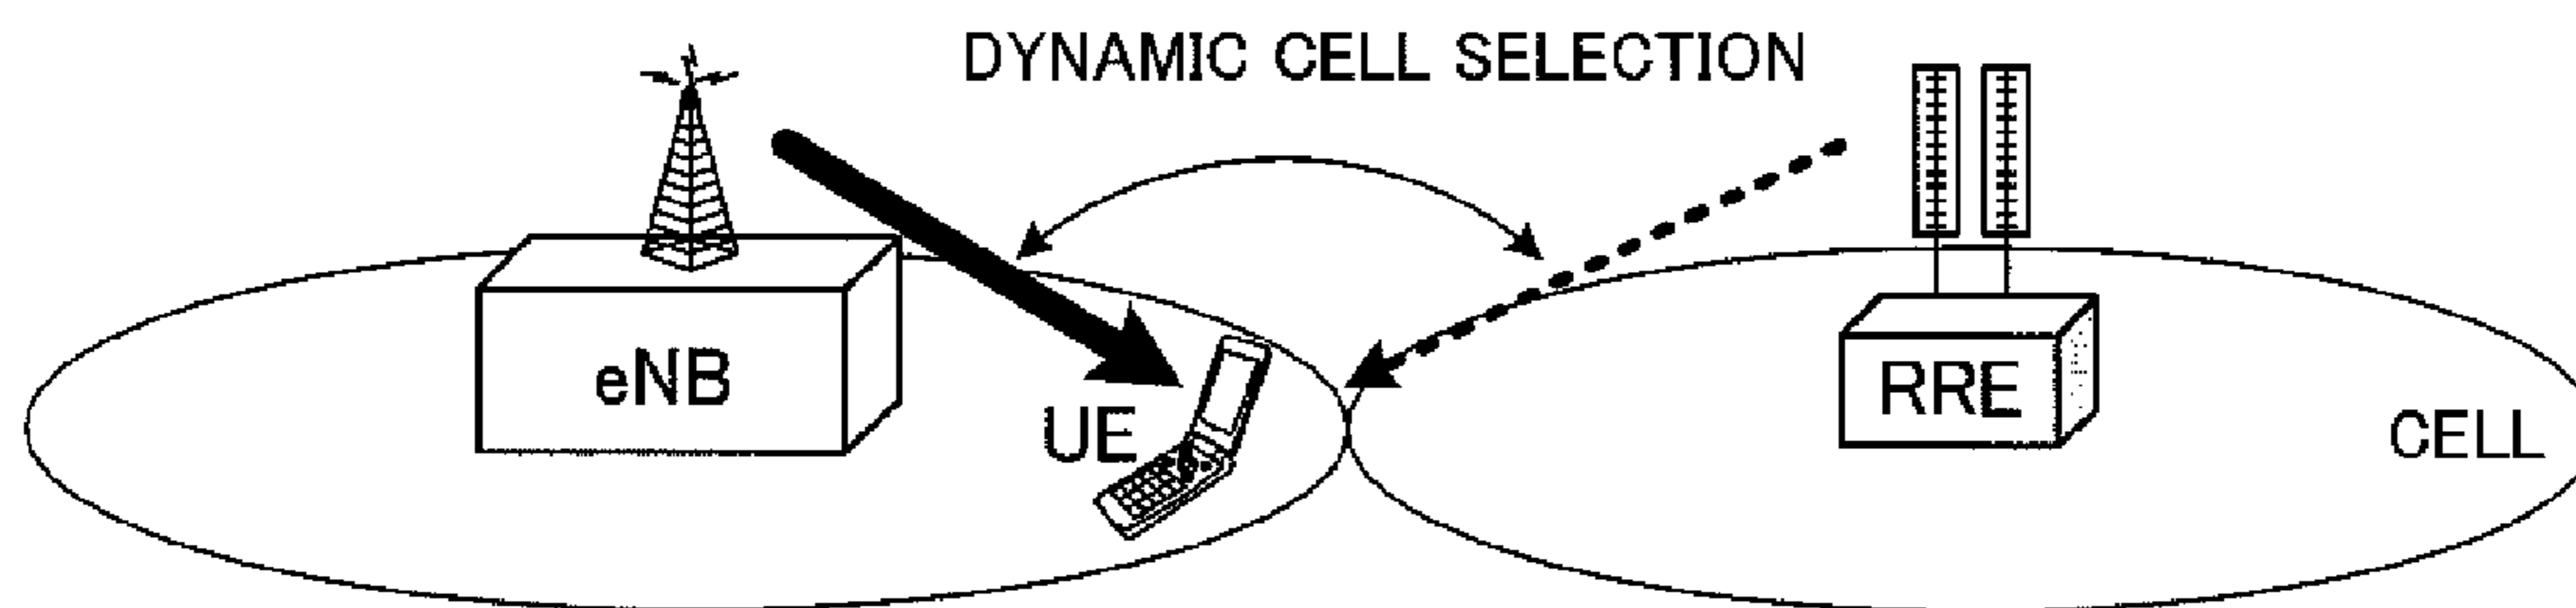 DYNAMIC CELL SELECTION
eNB
UE
RRE
CELL